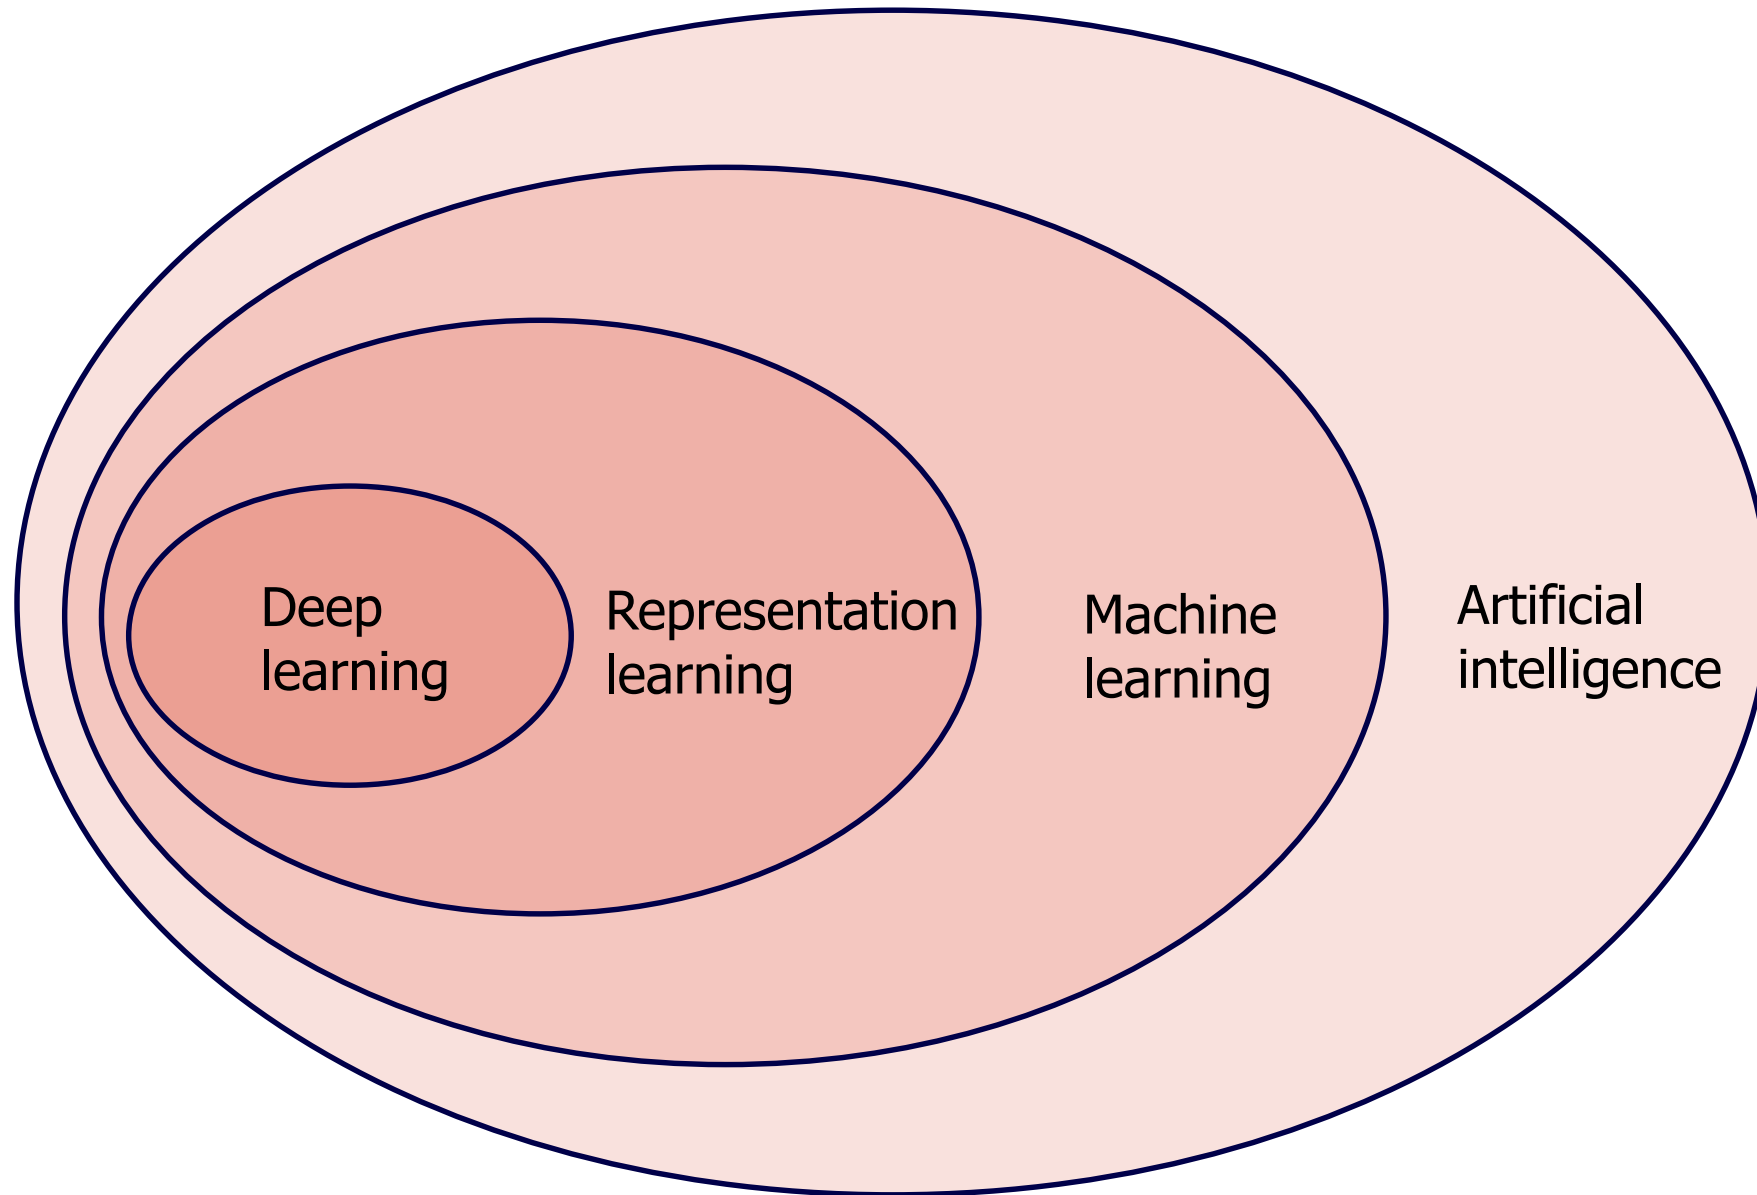 Deep
learning
Representation
learning
Machine
learning
Artificial
intelligence